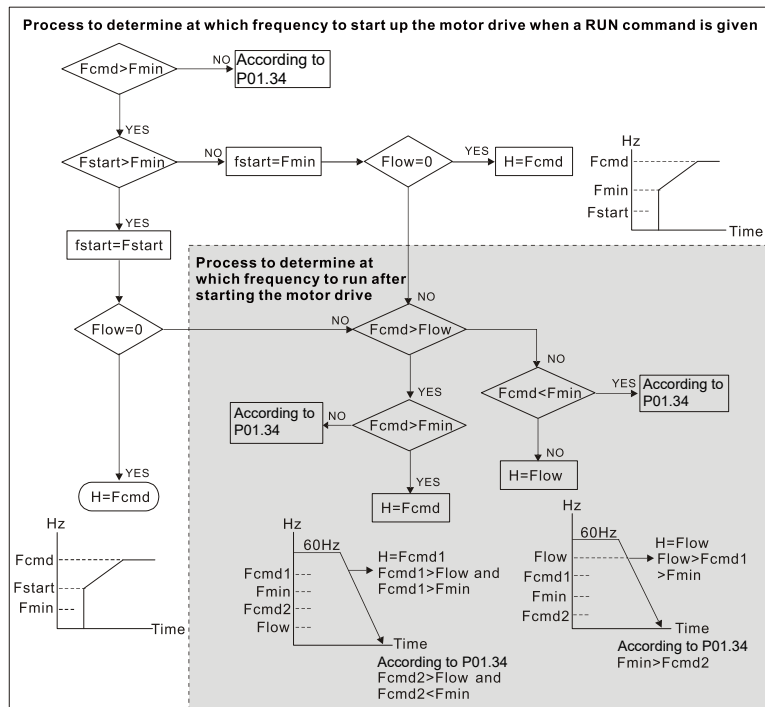 Process to determine at which frequency to start up the motor drive when a RUN command is given
Fcmd>Fmin
NO
According to
P01.34
YES
Fstart>Fmin
NO
fstart=Fmin
Flow=0
YES
H=Fcmd
Hz
Fcmd
Fmin
Fstart
Time
YES
fstart=Fstart
Process to determine at
which frequency to run after
starting the motor drive
NO
Flow=0
NO
Fcmd>Flow
NO
YES
Fcmd<Fmin
YES
According to
P01.34
According to
P01.34
NO
Fcmd>Fmin
NO
H=Flow
YES
H=Fcmd
YES
H=Fcmd
Hz
Fcmd
Fstart
Fmin
Time
Hz
60Hz
Fcmd1
Fmin
Fcmd2
Flow
H=Fcmd1
Fcmd1>Flow and
Fcmd1>Fmin
Time
According to P01.34
Fcmd2>Flow and
Fcmd2<Fmin
Hz
60Hz
Flow
Fcmd1
Fmin
Fcmd2
H=Flow
Flow>Fcmd1
>Fmin
Time
According to P01.34
Fmin>Fcmd2